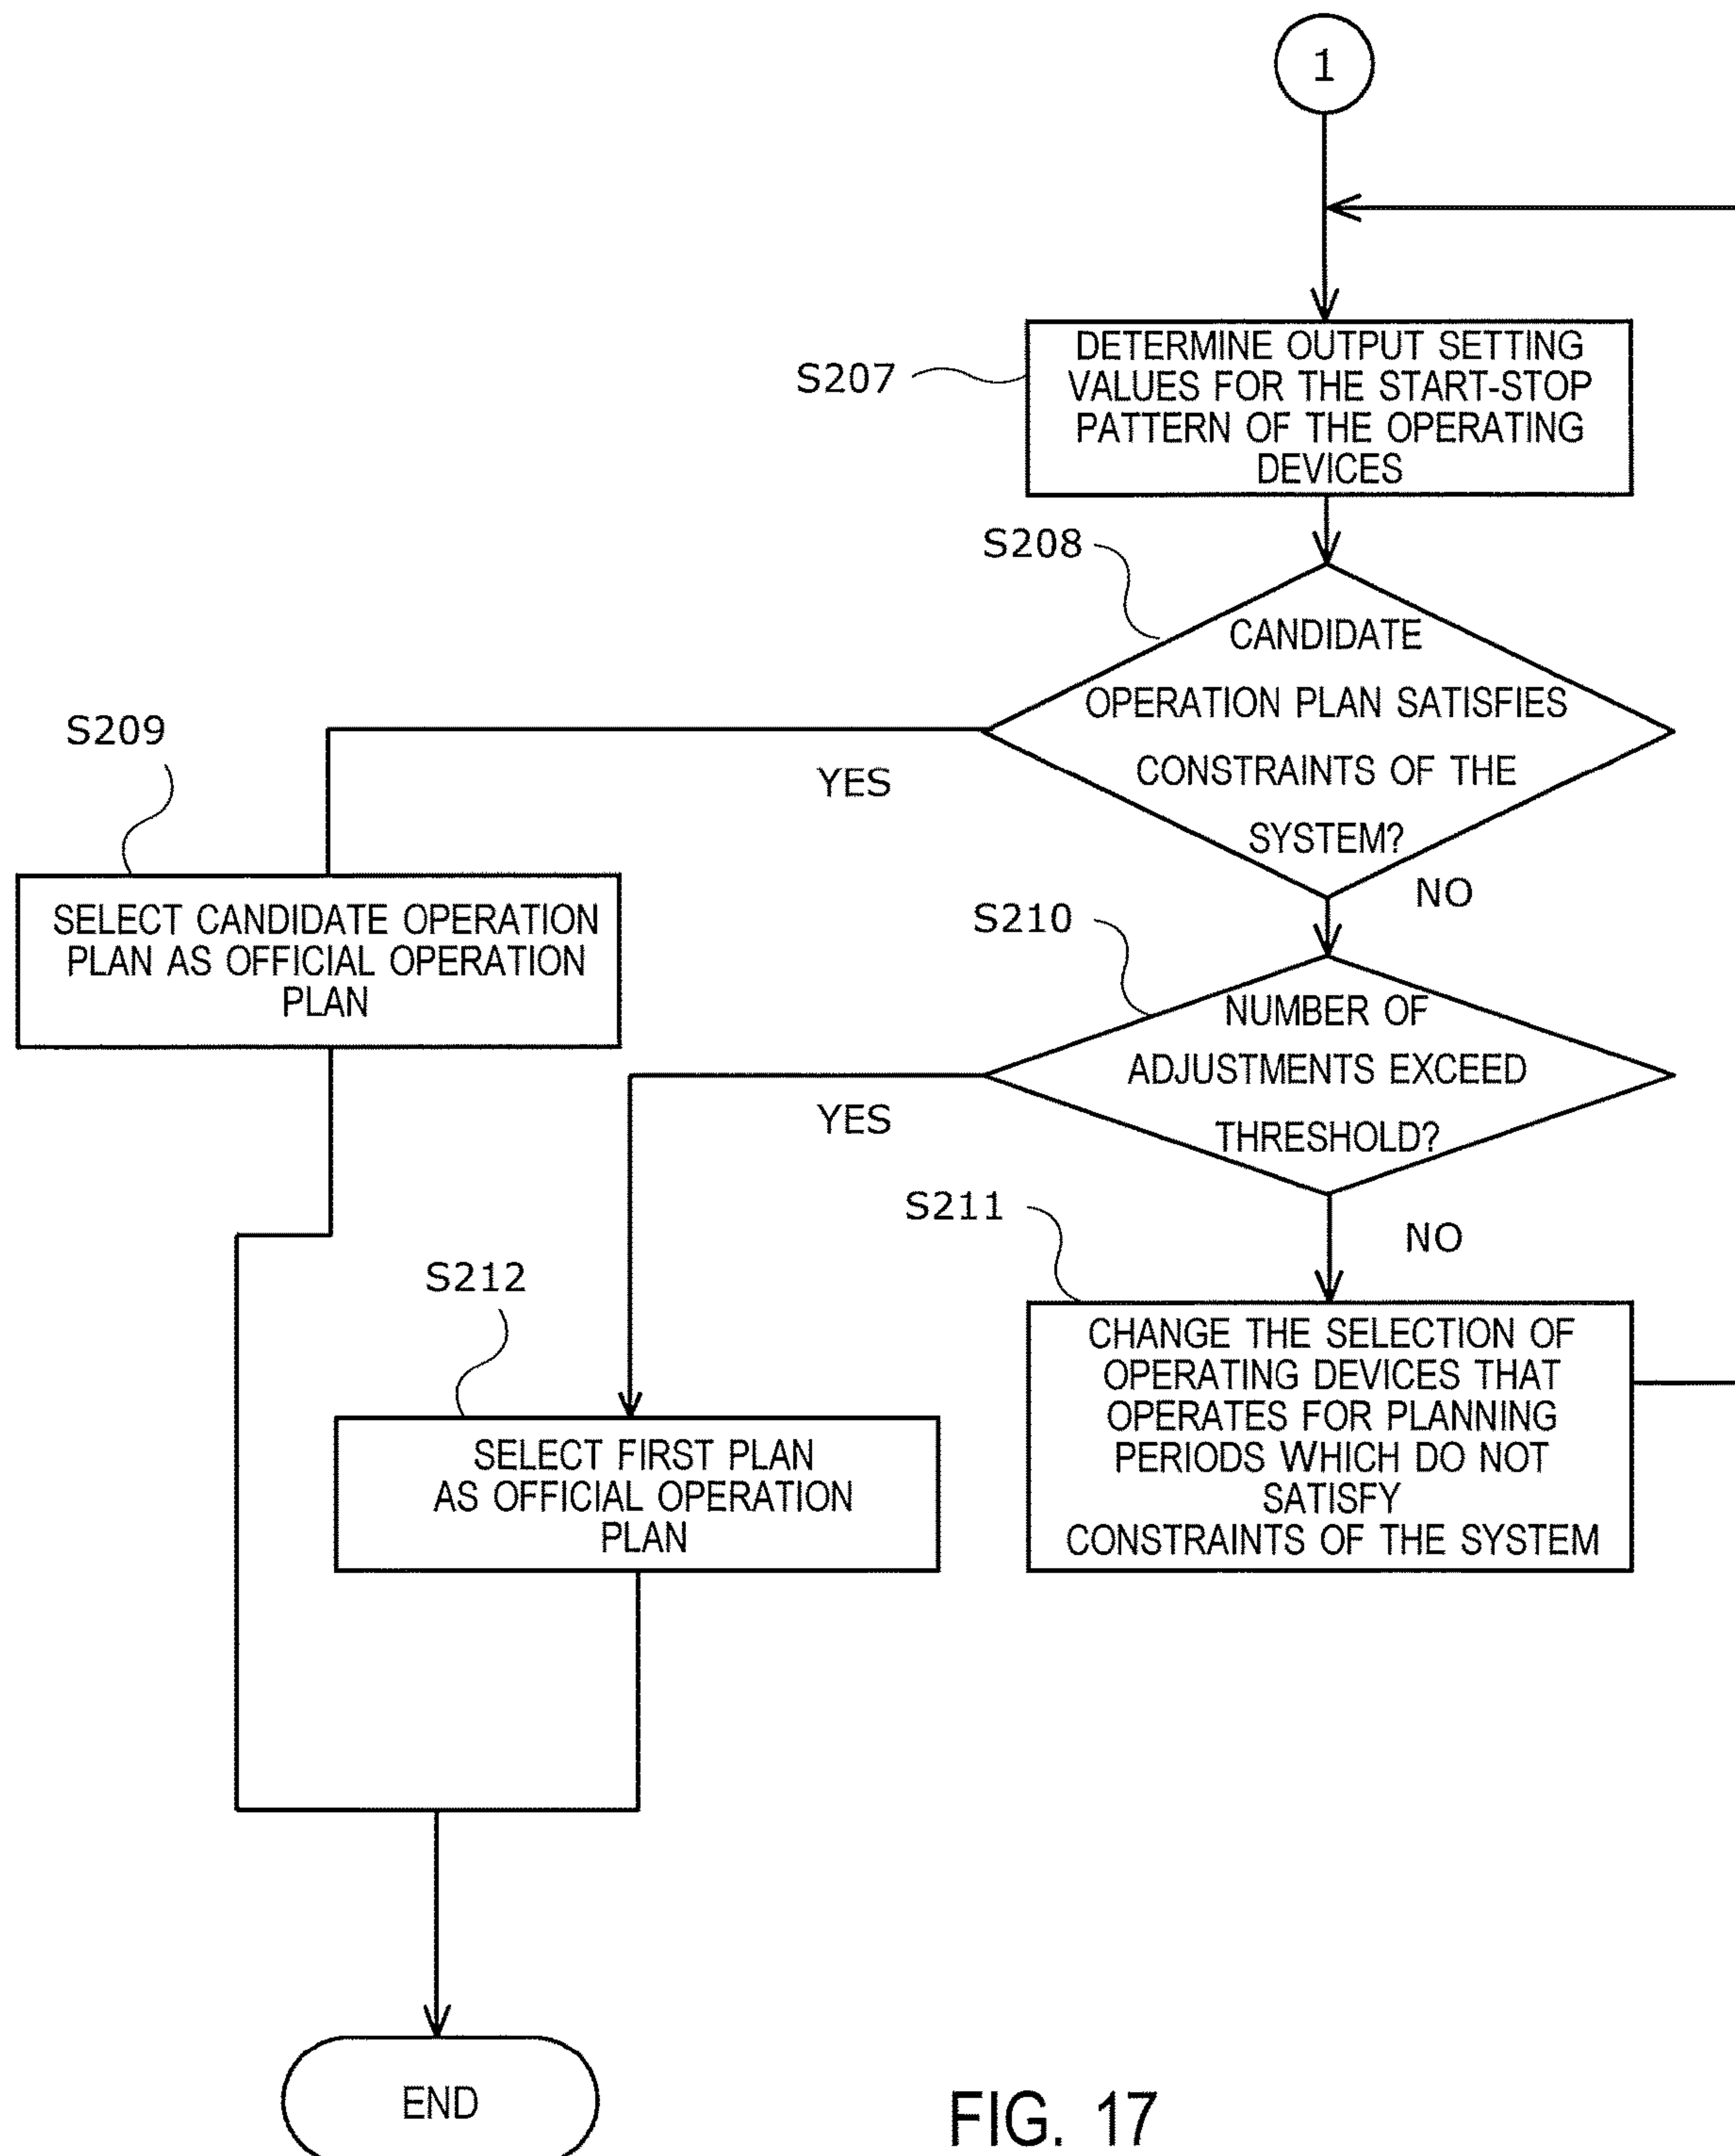 1
S207
DETERMINE OUTPUT SETTING
VALUES FOR THE START-STOP
PATTERN OF THE OPERATING
DEVICES
S208
CANDIDATE
OPERATION PLAN SATISFIES
CONSTRAINTS OF THE
SYSTEM?
YES
NO
S209
SELECT CANDIDATE OPERATION
PLAN AS OFFICIAL OPERATION
PLAN
S210
NUMBER OF
ADJUSTMENTS EXCEED
THRESHOLD?
YES
NO
S211
CHANGE THE SELECTION OF
OPERATING DEVICES THAT
OPERATES FOR PLANNING
PERIODS WHICH DO NOT
SATISFY
CONSTRAINTS OF THE SYSTEM
S212
SELECT FIRST PLAN
AS OFFICIAL OPERATION
PLAN
END
FIG. 17